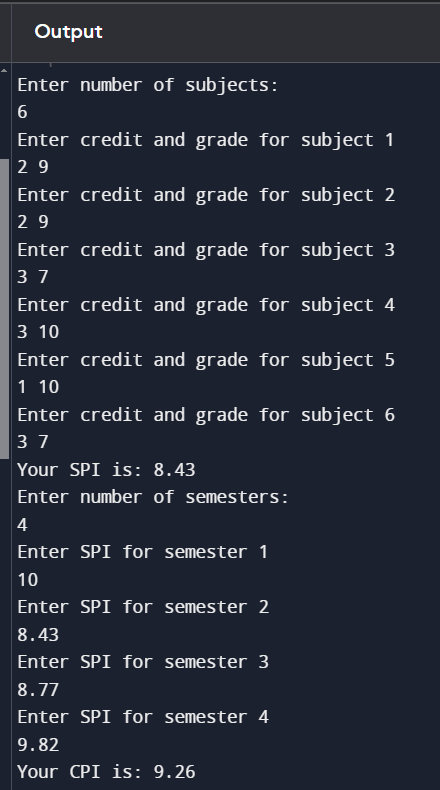 Output
Enter number of subjects:
6
Enter credit and grade for subject 1
2 9
Enter credit and grade for subject 2
2 9
Enter credit and grade for subject 3
3 7
Enter credit and grade for subject 4
3 10
Enter credit and grade for subject 5
1 10
Enter credit and grade for subject 6
3 7
Your SPI is: 8.43
Enter number of semesters:
4
Enter SPI for semester 1
10
Enter SPI for semester 2
8.43
Enter SPI for semester 3
8.77
Enter SPI for semester 4
9.82
Your CPI is: 9.26